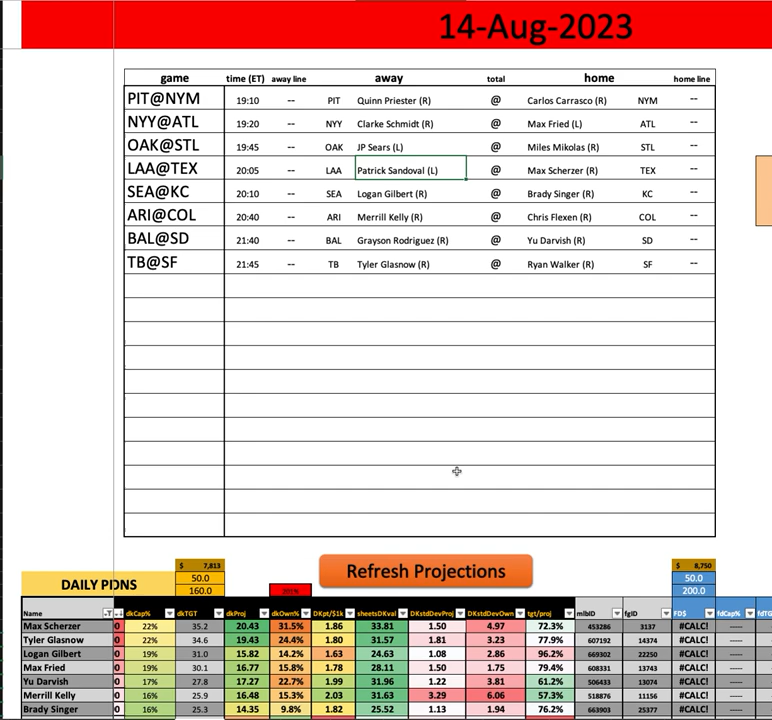 14-Aug-2023
game time (ET) away line away total home home line
PIT@NYM 19:10 -- PIT Quinn Priester (R) @ Carlos Carrasco (R) NYM --
NYY@ATL 19:20 -- NYY Clarke Schmidt (R) @ Max Fried (L) ATL --
OAK@STL 19:45 -- OAK JP Sears (L) @ Miles Mikolas (R) STL --
LAA@TEX 20:05 -- LAA Patrick Sandoval (L) @ Max Scherzer (R) TEX --
SEA@KC 20:10 -- SEA Logan Gilbert (R) @ Brady Singer (R) KC --
ARI@COL 20:40 -- ARI Merrill Kelly (R) @ Chris Flexen (R) COL --
BAL@SD 21:40 -- BAL Grayson Rodriguez (R) @ Yu Darvish (R) SD --
TB@SF 21:45 -- TB Tyler Glasnow (R) @ Ryan Walker (R) SF --
$ 7,813 Refresh Projections $ 8,750
DAILY 50.0 50.0
160.0 201% 200.0
Name dkCap% dkTGT dkProj dkOwn% DKpt/$1k sheetsDKval DKstdDevProj DKstdDevOwn tgt/proj mlbID fgID FD$ fdCap% fdTG
Max Scherzer 0 22% 35.2 20.43 31.5% 1.86 33.81 1.50 4.97 72.3% 453286 3137 #CALC! -----
Tyler Glasnow 0 22% 34.6 19.43 24.4% 1.80 31.57 1.81 3.23 77.9% 607192 14374 #CALC! -----
Logan Gilbert 0 19% 31.0 15.82 14.2% 1.63 24.63 1.08 2.86 96.2% 669302 22250 #CALC! -----
Max Fried 0 19% 30.1 16.77 15.8% 1.78 28.11 1.50 1.75 79.4% 608331 13743 #CALC! -----
Yu Darvish 0 17% 27.8 17.27 22.7% 1.99 31.96 1.22 3.81 61.2% 506433 13074 #CALC! -----
Merrill Kelly 0 16% 25.9 16.48 15.3% 2.03 31.63 3.29 6.06 57.3% 518876 11156 #CALC! -----
Brady Singer 0 16% 25.3 14.35 9.8% 1.82 25.52 1.13 1.94 76.2% 663903 25377 #CALC! -----